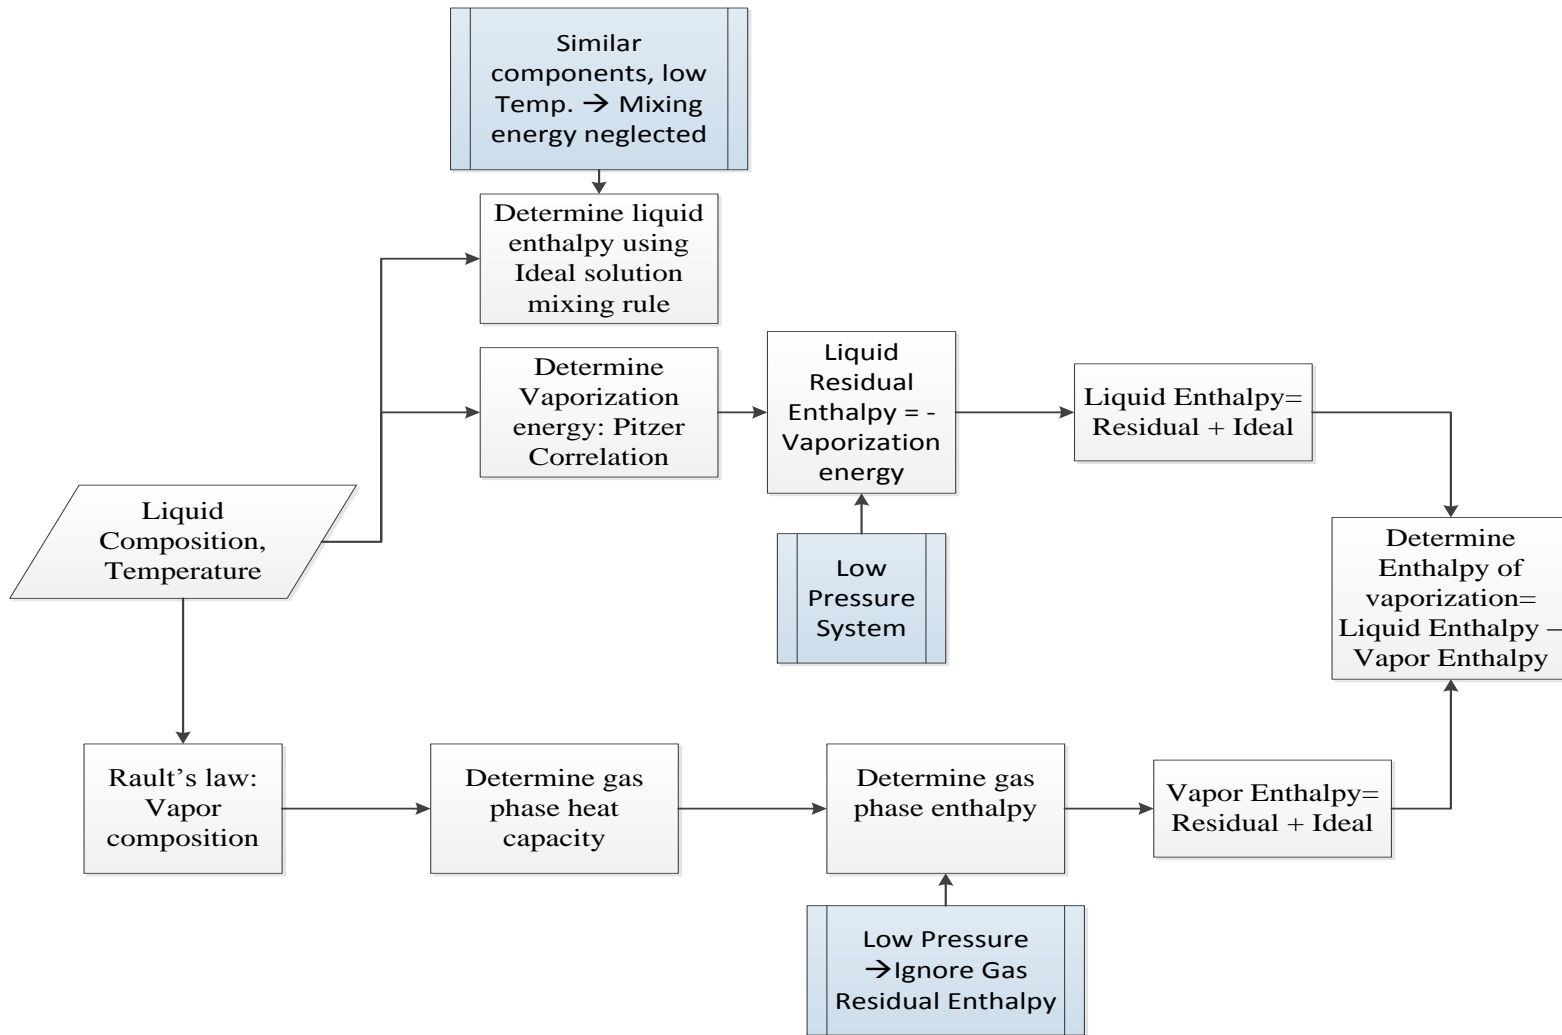 Similar
components, low
Temp. → Mixing
energy neglected
Determine liquid
enthalpy using
Ideal solution
mixing rule
Determine
Vaporization
energy: Pitzer
Correlation
Liquid
Residual
Enthalpy = -
Vaporization
energy
Liquid Enthalpy=
Residual + Ideal
Liquid
Composition,
Temperature
Low
Pressure
System
Determine
Enthalpy of
vaporization=
Liquid Enthalpy –
Vapor Enthalpy
Rault's law:
Vapor
composition
Determine gas
phase heat
capacity
Determine gas
phase enthalpy
Vapor Enthalpy=
Residual + Ideal
Low Pressure
→Ignore Gas
Residual Enthalpy